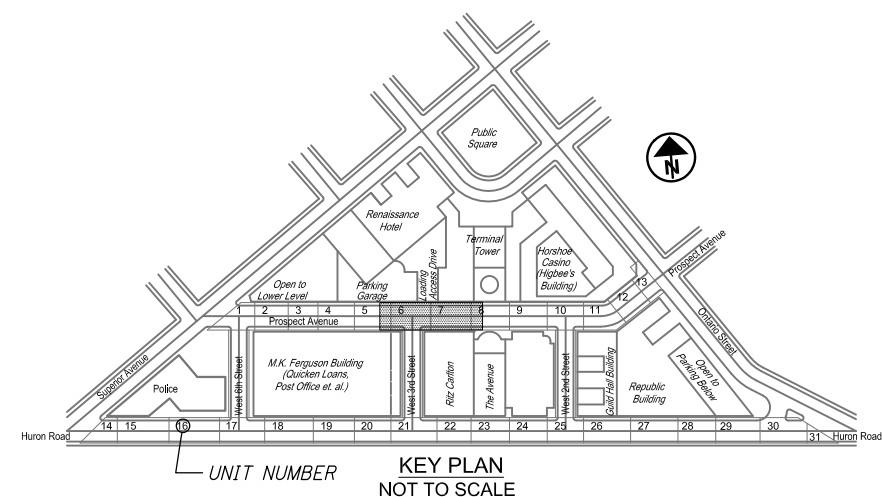 Public
Square
N
Renaissance
Hotel
Terminal
Tower
Horshoe
Casino
(Higbee's
Building)
Loading
Access Drive
Prospect Avenue
Open to
Lower Level
Parking
Garage
13
12
1 2 3 4 5 6 7 8 9 10 11
Prospect Avenue
Ontario Street
Superior Avenue
Police
West 6th Street
M.K. Ferguson Building
(Quicken Loans,
Post Office et. al.)
West 3rd Street
Ritz Carlton
The Avenue
West 2nd Street
Guild Hall Building
Republic
Building
Open to
Parking Below
14 15 16 17 18 19 20 21 22 23 24 25 26 27 28 29 30
Huron Road
31 Huron Road
UNIT NUMBER
KEY PLAN
NOT TO SCALE